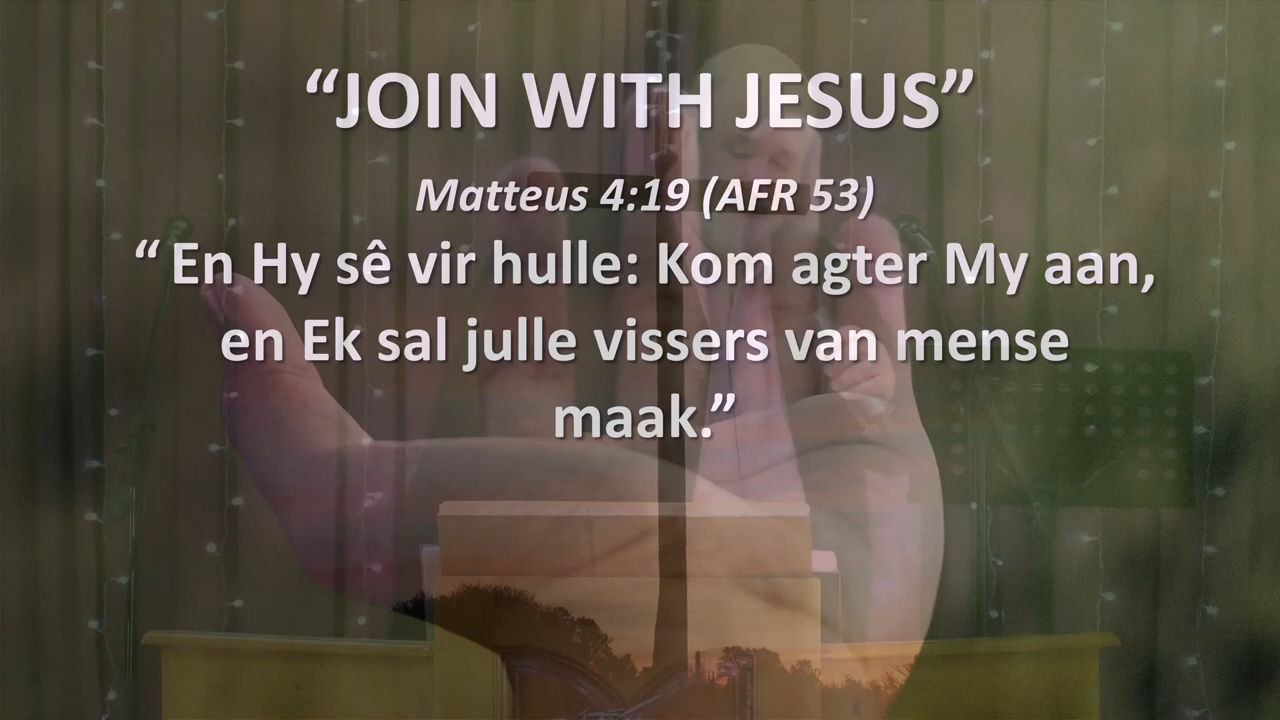 “JOIN WITH JESUS”
Matteus 4:19 (AFR 53)
“ En Hy sê vir hulle: Kom agter My aan,
en Ek sal julle vissers van mense
maak.”